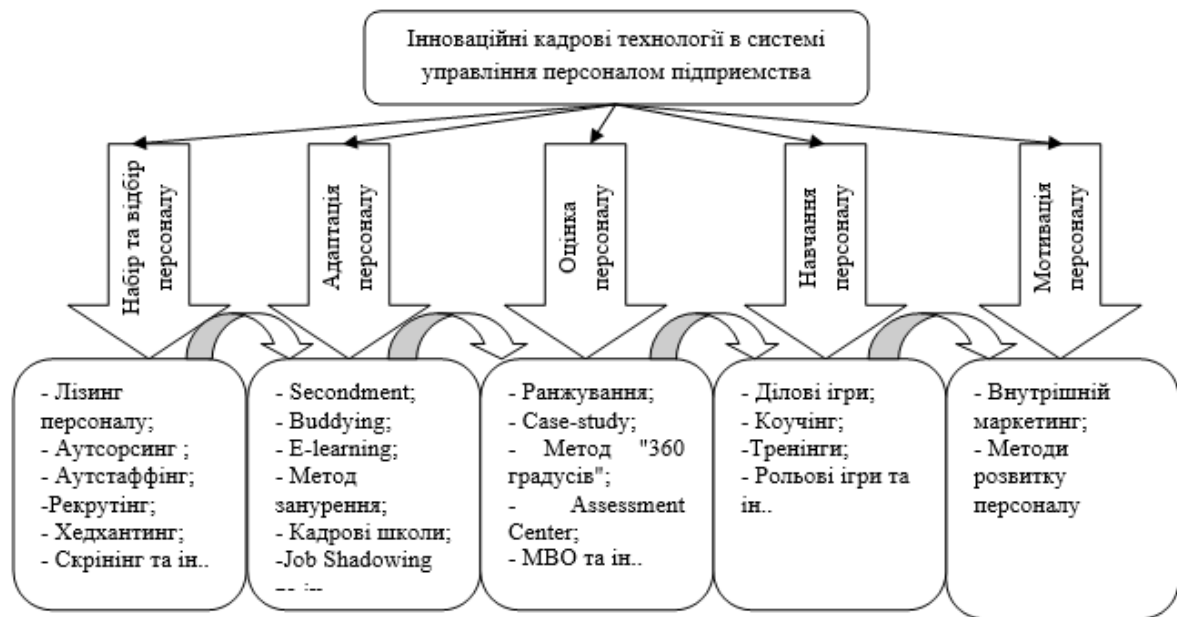 Інноваційні кадрові технології в системі
управління персоналом підприємства
Набір та відбір
персоналу
Адаптація
персоналу
Оцінка
персоналу
Навчання
персоналу
Мотивація
персоналу
- Лізинг
персоналу;
- Аутсорсинг ;
- Аутстаффінг;
-Рекрутінг;
- Хедхантинг;
- Скрінінг та ін..
- Secondment;
- Buddying;
- E-learning;
- Метод
занурення;
- Кадрові школи;
-Job Shadowing
- Ранжування;
- Case-study;
- Метод "360
градусів";
- Assessment
Center;
- МВО та ін..
- Ділові ігри;
- Коучінг;
-Тренінги;
- Рольові ігри та
ін..
- Внутрішній
маркетинг;
- Методи
розвитку
персоналу